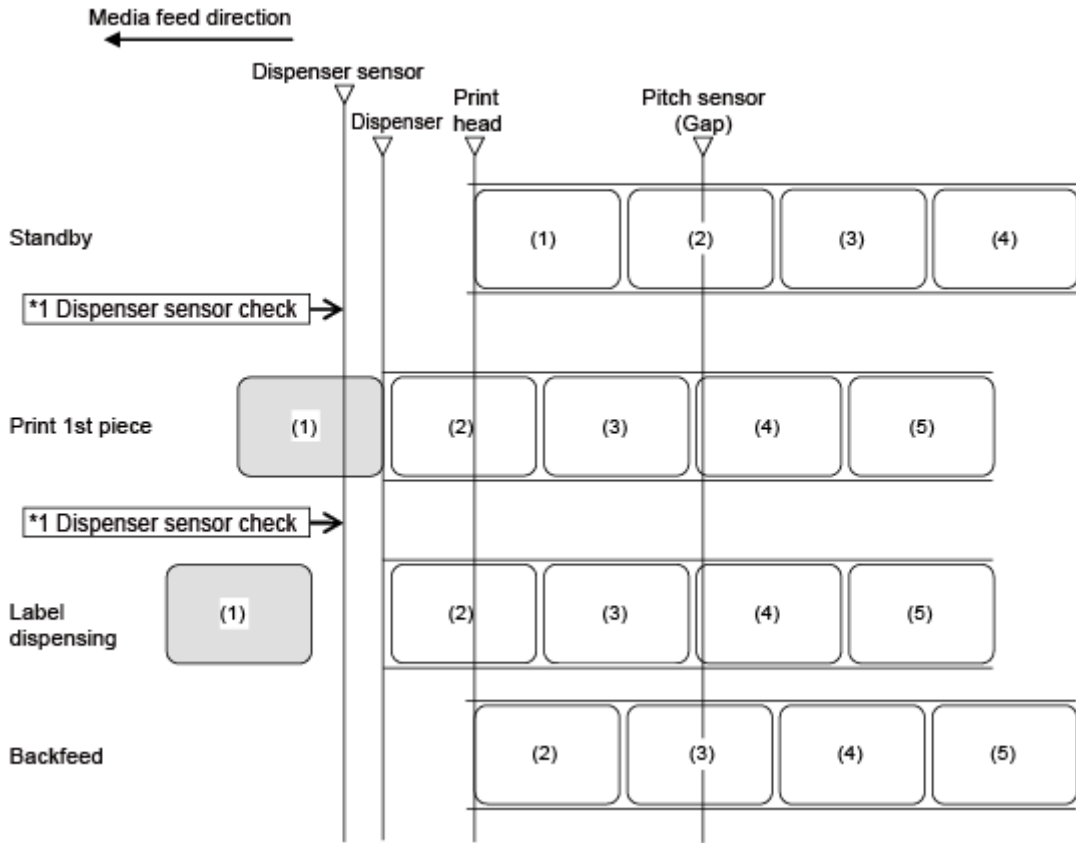 Media feed direction
Dispenser sensor
Dispenser
Print
head
Pitch sensor
(Gap)
Standby
(1) (2) (3) (4)
*1 Dispenser sensor check
Print 1st piece
(1) (2) (3) (4) (5)
*1 Dispenser sensor check
Label
dispensing
(1) (2) (3) (4) (5)
Backfeed
(2) (3) (4) (5)